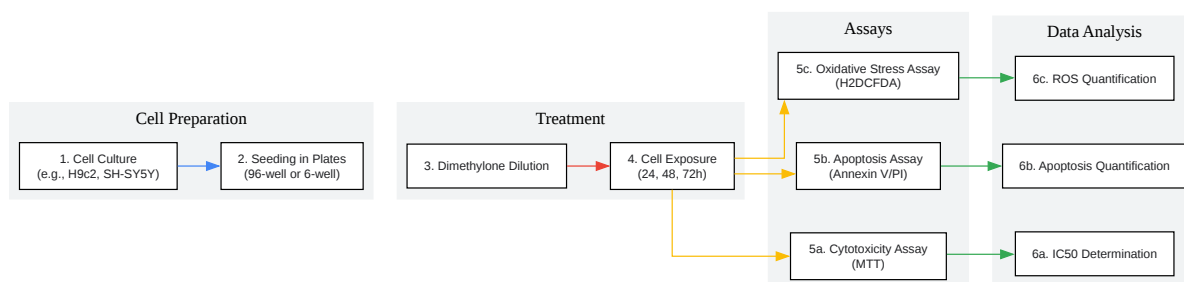 Cell Preparation
1. Cell Culture
(e.g., H9c2, SH-SY5Y)
2. Seeding in Plates
(96-well or 6-well)
Treatment
3. Dimethylone Dilution
4. Cell Exposure
(24, 48, 72h)
Assays
5c. Oxidative Stress Assay
(H2DCFDA)
5b. Apoptosis Assay
(Annexin V/PI)
5a. Cytotoxicity Assay
(MTT)
Data Analysis
6c. ROS Quantification
6b. Apoptosis Quantification
6a. IC50 Determination